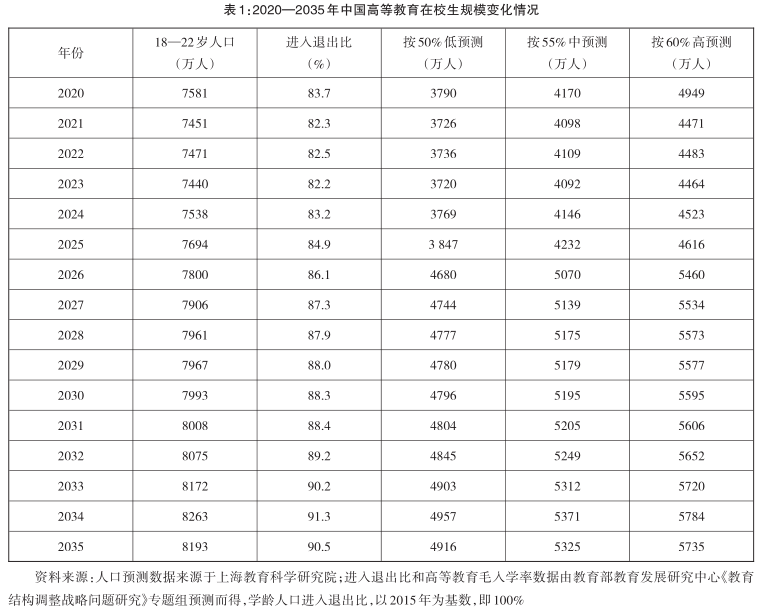 表1:2020—2035年中国高等教育在校生规模变化情况
年份 18—22岁人口（万人） 进入退出比（%） 按50%低预测（万人） 按55%中预测（万人） 按60%高预测（万人）
2020 7581 83.7 3790 4170 4949
2021 7451 82.3 3726 4098 4471
2022 7471 82.5 3736 4109 4483
2023 7440 82.2 3720 4092 4464
2024 7538 83.2 3769 4146 4523
2025 7694 84.9 3 847 4232 4616
2026 7800 86.1 4680 5070 5460
2027 7906 87.3 4744 5139 5534
2028 7961 87.9 4777 5175 5573
2029 7967 88.0 4780 5179 5577
2030 7993 88.3 4796 5195 5595
2031 8008 88.4 4804 5205 5606
2032 8075 89.2 4845 5249 5652
2033 8172 90.2 4903 5312 5720
2034 8263 91.3 4957 5371 5784
2035 8193 90.5 4916 5325 5735
资料来源:人口预测数据来源于上海教育科学研究院;进入退出比和高等教育毛入学率数据由教育部教育发展研究中心《教育
结构调整战略问题研究》专题组预测而得,学龄人口进入退出比,以2015年为基数,即100%